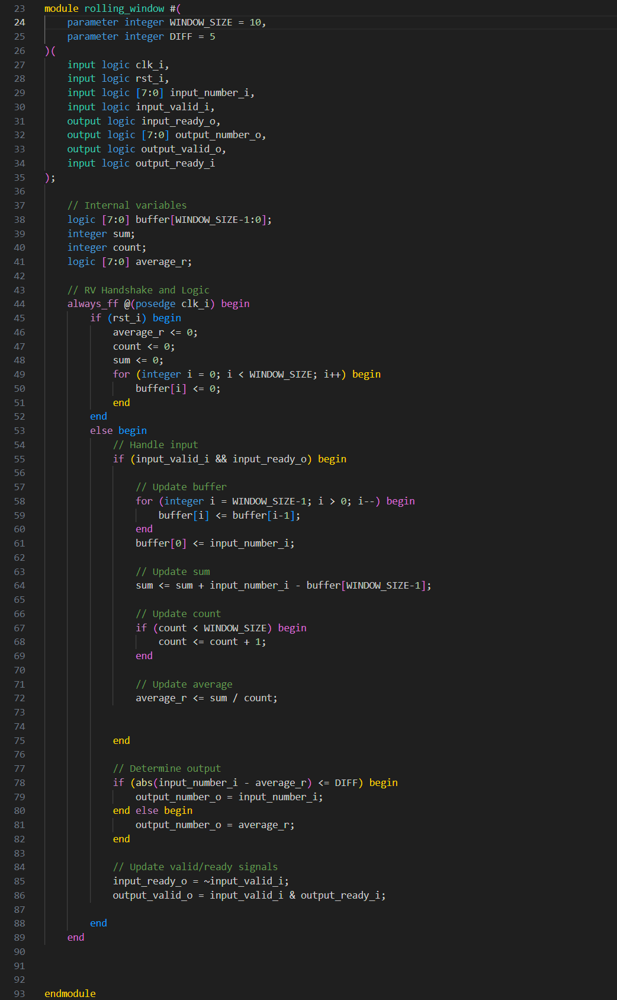 23 module rolling_window #(
24 parameter integer WINDOW_SIZE = 10,
25 parameter integer DIFF = 5
26 )(
27 input logic clk_i,
28 input logic rst_i,
29 input logic [7:0] input_number_i,
30 input logic input_valid_i,
31 output logic input_ready_o,
32 output logic [7:0] output_number_o,
33 output logic output_valid_o,
34 input logic output_ready_i
35 );
36
37 // Internal variables
38 logic [7:0] buffer[WINDOW_SIZE-1:0];
39 integer sum;
40 integer count;
41 logic [7:0] average_r;
42
43 // RV Handshake and Logic
44 always_ff @(posedge clk_i) begin
45 if (rst_i) begin
46 average_r <= 0;
47 count <= 0;
48 sum <= 0;
49 for (integer i = 0; i < WINDOW_SIZE; i++) begin
50 buffer[i] <= 0;
51 end
52 end
53 else begin
54 // Handle input
55 if (input_valid_i && input_ready_o) begin
56
57 // Update buffer
58 for (integer i = WINDOW_SIZE-1; i > 0; i--) begin
59 buffer[i] <= buffer[i-1];
60 end
61 buffer[0] <= input_number_i;
62
63 // Update sum
64 sum <= sum + input_number_i - buffer[WINDOW_SIZE-1];
65
66 // Update count
67 if (count < WINDOW_SIZE) begin
68 count <= count + 1;
69 end
70
71 // Update average
72 average_r <= sum / count;
73
74
75 end
76
77 // Determine output
78 if (abs(input_number_i - average_r) <= DIFF) begin
79 output_number_o = input_number_i;
80 end else begin
81 output_number_o = average_r;
82 end
83
84 // Update valid/ready signals
85 input_ready_o = ~input_valid_i;
86 output_valid_o = input_valid_i & output_ready_i;
87
88 end
89 end
90
91
92
93 endmodule